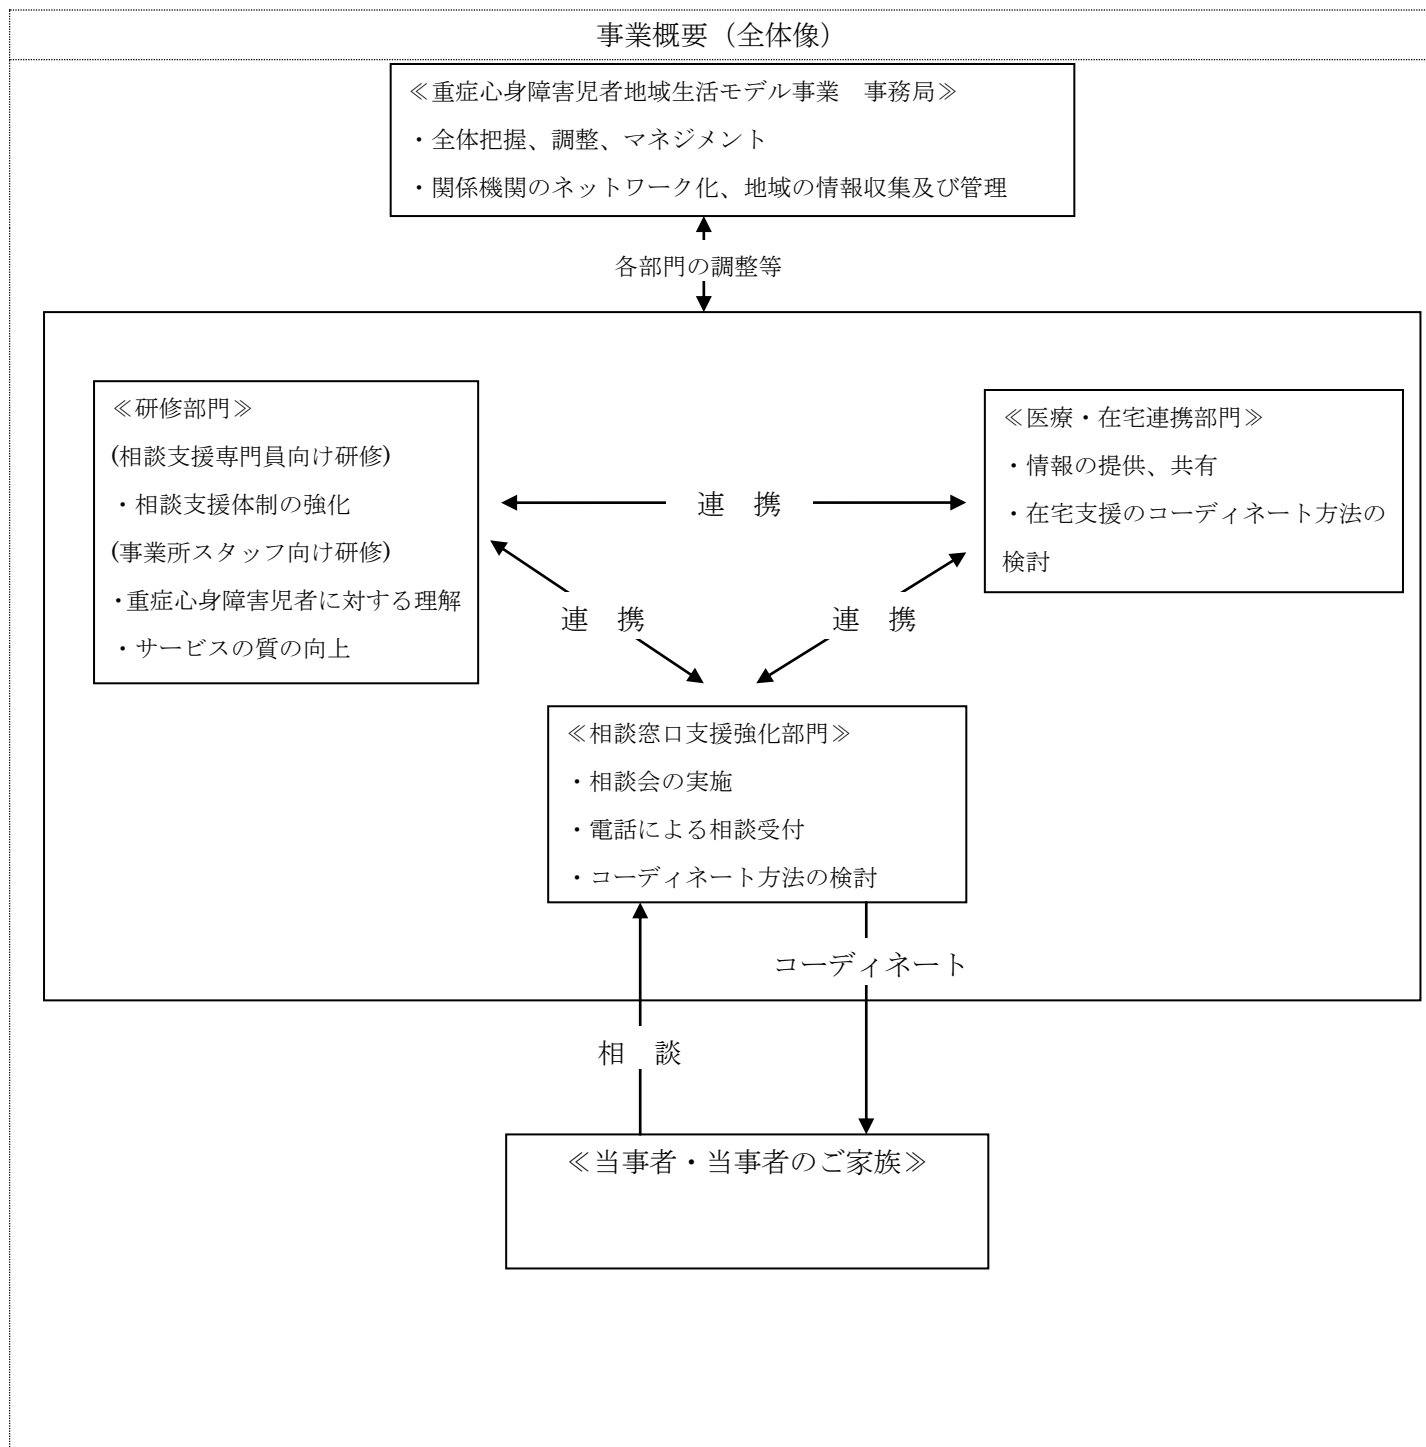 事業概要（全体像）
≪重症心身障害児者地域生活モデル事業　事務局≫
・全体把握、調整、マネジメント
・関係機関のネットワーク化、地域の情報収集及び管理
各部門の調整等
≪研修部門≫
(相談支援専門員向け研修)
・相談支援体制の強化
(事業所スタッフ向け研修)
・重症心身障害児者に対する理解
・サービスの質の向上
連　携
≪医療・在宅連携部門≫
・情報の提供、共有
・在宅支援のコーディネート方法の
検討
連　携
連　携
≪相談窓口支援強化部門≫
・相談会の実施
・電話による相談受付
・コーディネート方法の検討
コーディネート
相　談
≪当事者・当事者のご家族≫